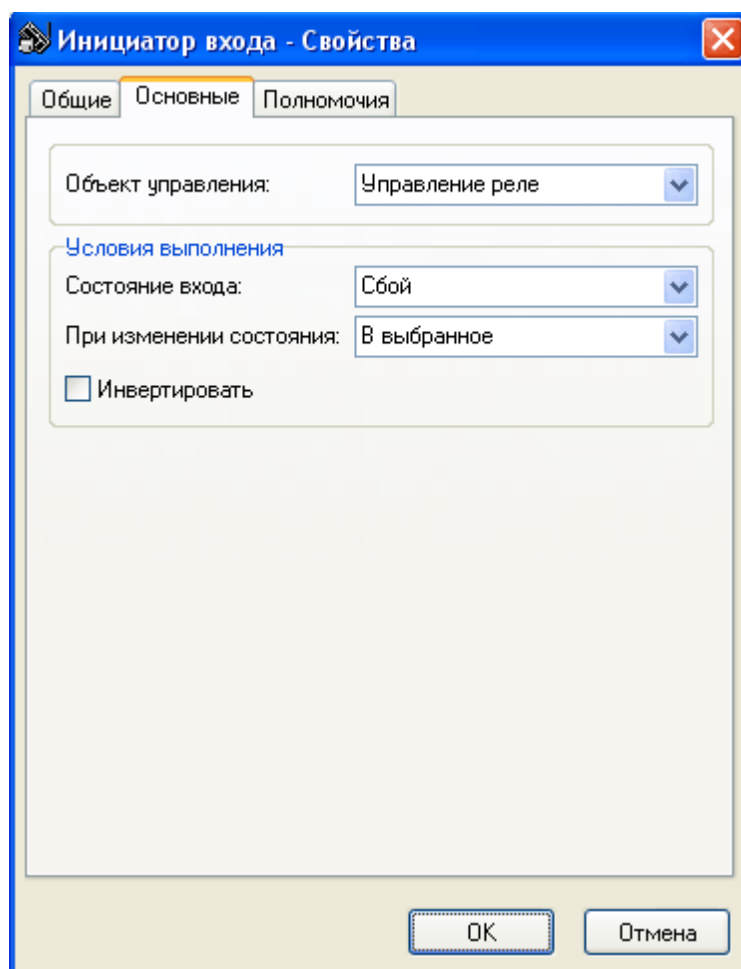 Инициатор входа - Свойства
Общие Основные Полномочия
Объект управления: Управление реле
Условия выполнения
Состояние входа: Сбой
При изменении состояния: В выбранное
Инвертировать
OK Отмена